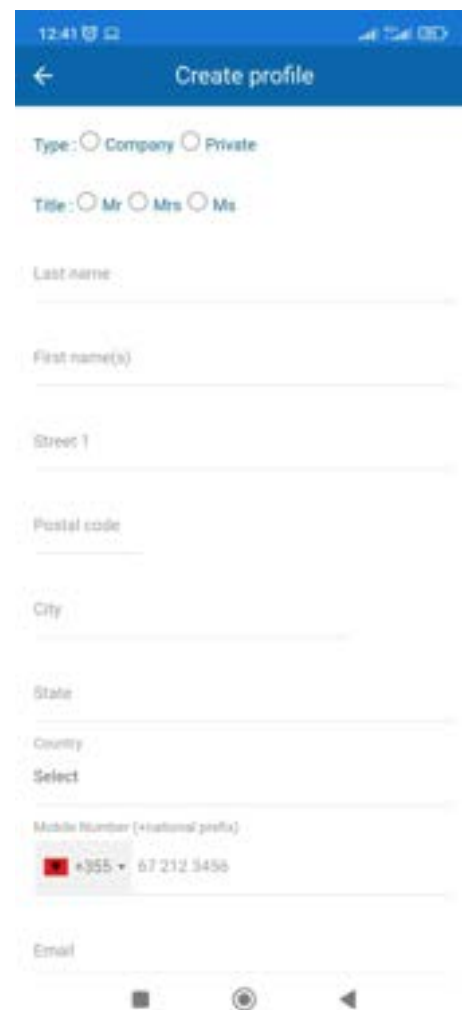 12:41
Create profile
Type : Company Private
Title : Mr Mrs Ms
Last name
First name(s)
Street 1
Postal code
City
State
Country
Select
Mobile Number (+national prefix)
+355 67 212 3456
Email